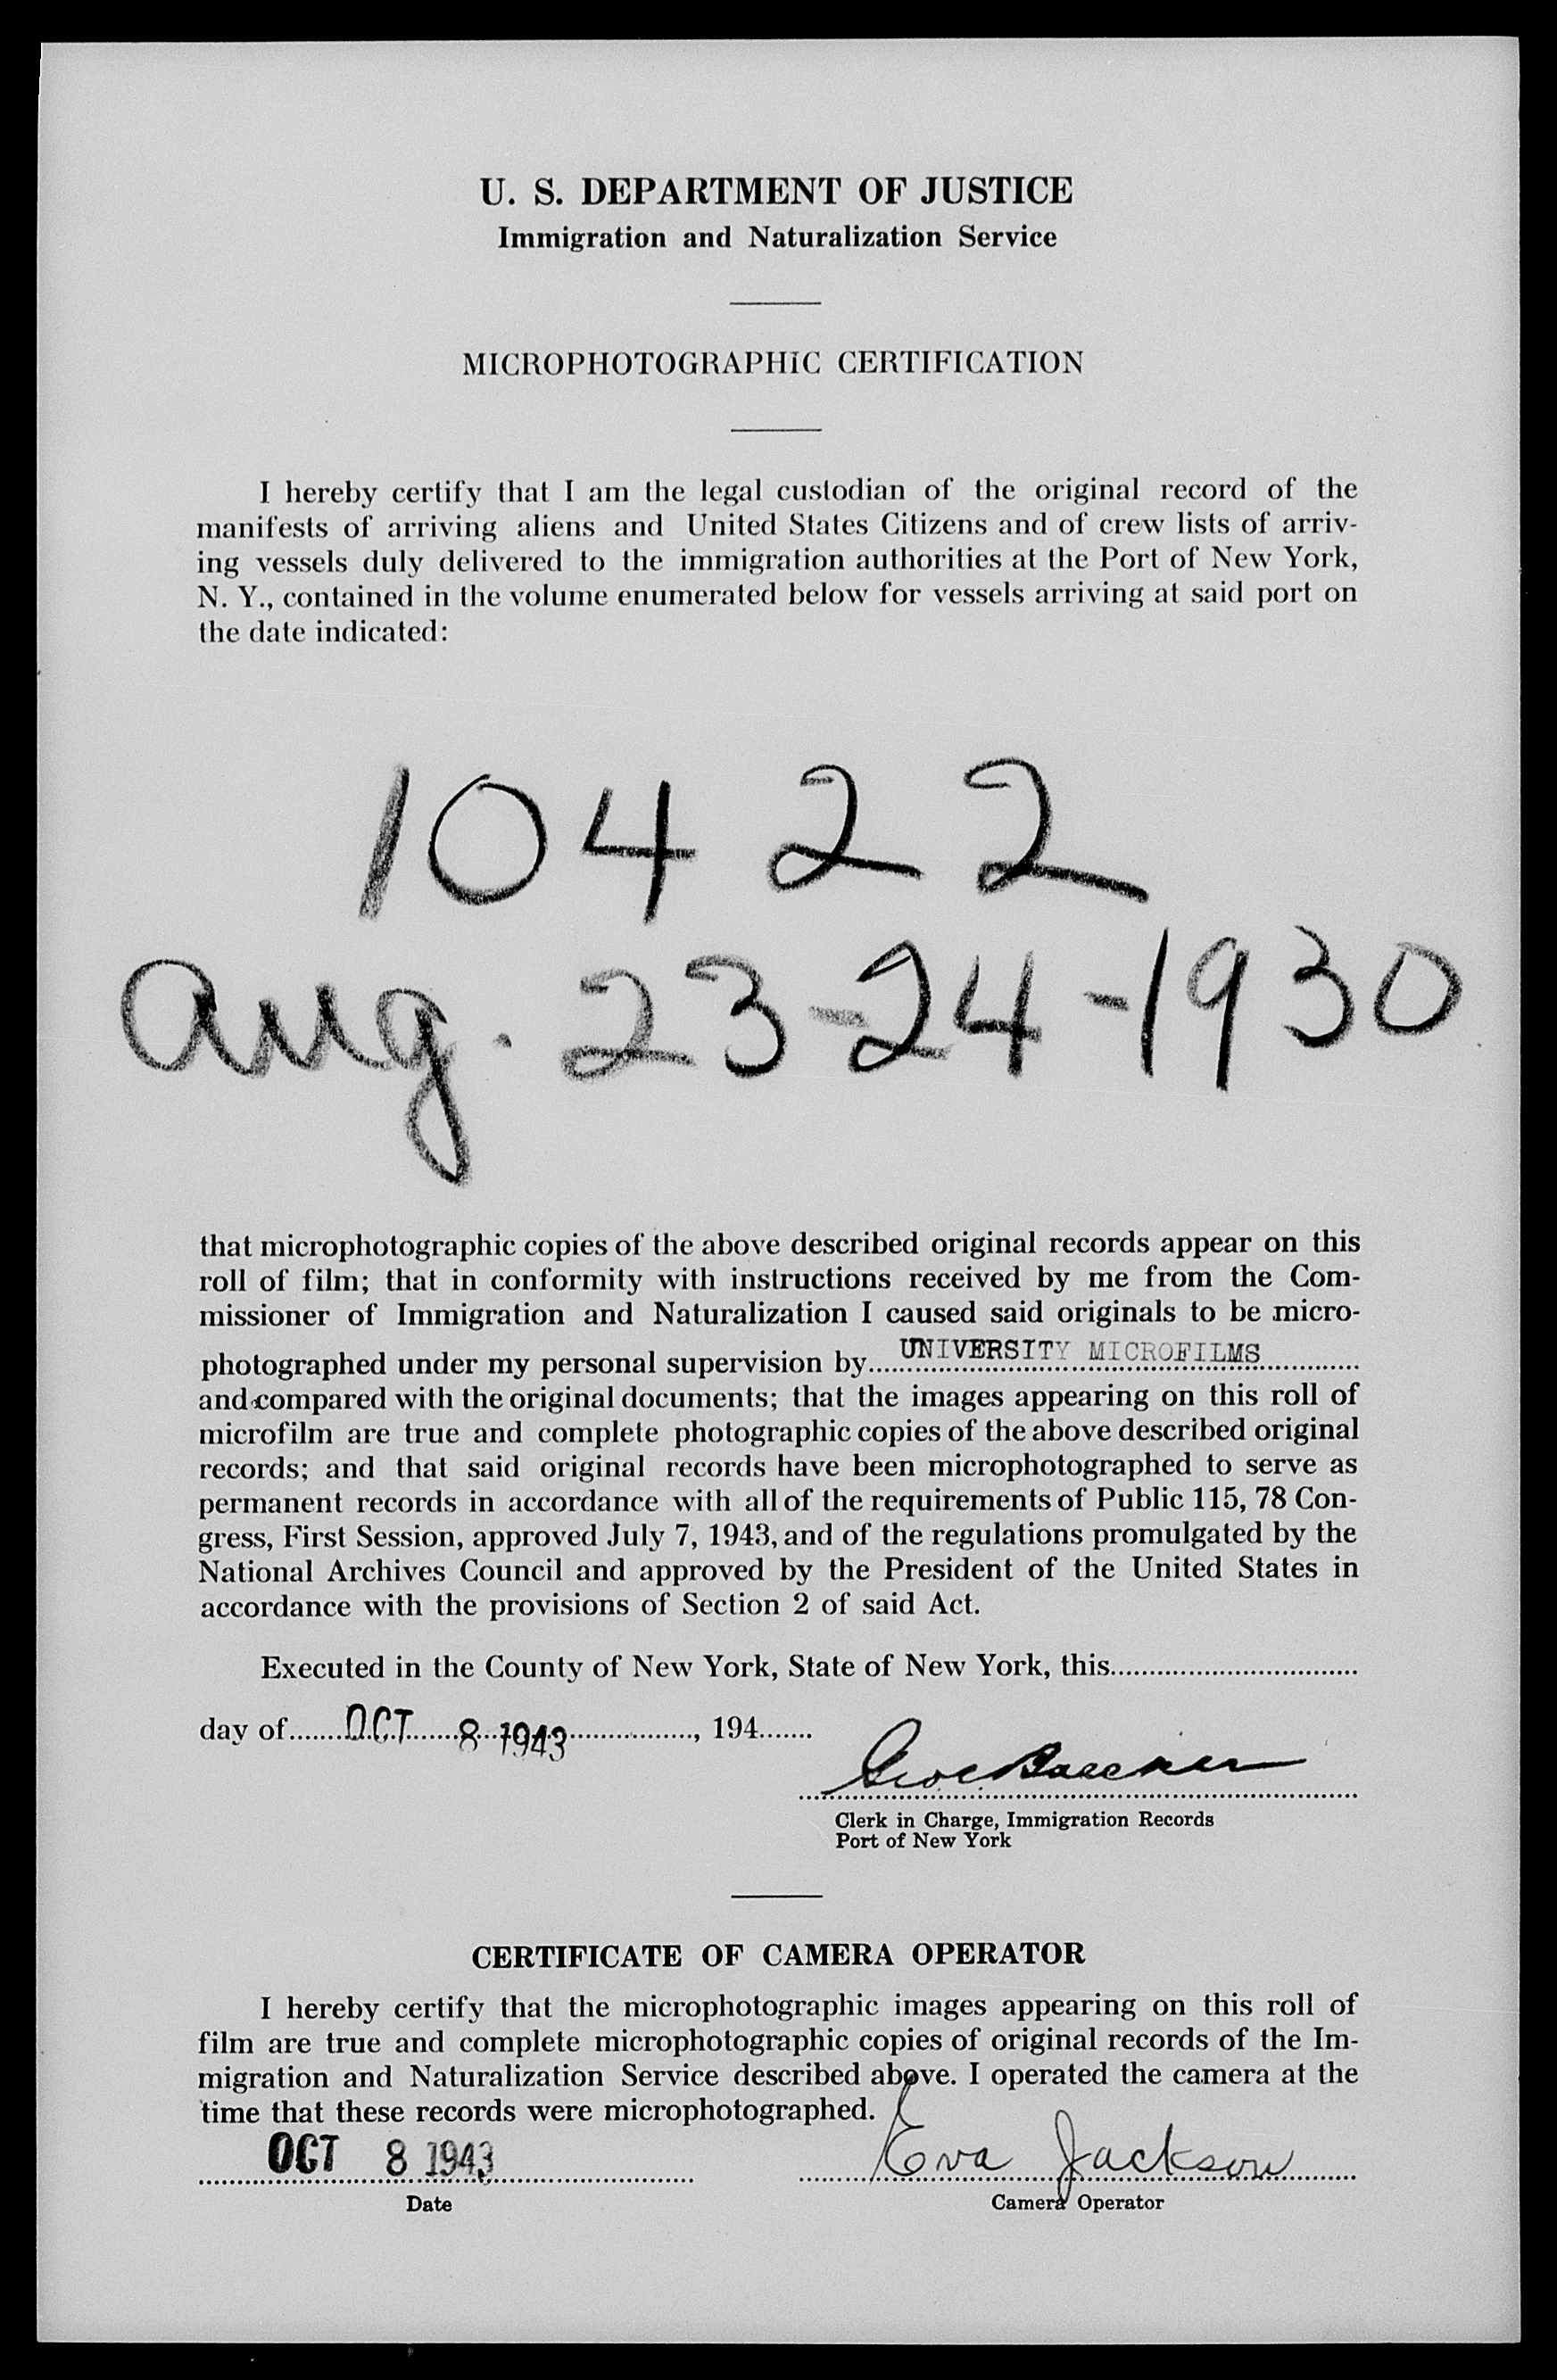 U. S. DEPARTMENT OF JUSTICE
Immigration and Naturalization Service
MICROPHOTOGRAPHIC CERTIFICATION
I hereby certify that I am the legal custodian of the original record of the
manifests of arriving aliens and United States Citizens and of crew lists of arriv-
ing vessels duly delivered to the immigration authorities at the Port of New York,
N. Y., contained in the volume enumerated below for vessels arriving at said port on
the date indicated:
10422
Aug. 23-24-1930
that microphotographic copies of the above described original records appear on this
roll of film; that in conformity with instructions received by me from the Com-
missioner of Immigration and Naturalization I caused said originals to be micro-
photographed under my personal supervision by UNIVERSITY MICROFILMS
and compared with the original documents; that the images appearing on this roll of
microfilm are true and complete photographic copies of the above described original
records; and that said original records have been microphotographed to serve as
permanent records in accordance with all of the requirements of Public 115, 78 Con-
gress, First Session, approved July 7, 1943, and of the regulations promulgated by the
National Archives Council and approved by the President of the United States in
accordance with the provisions of Section 2 of said Act.
Executed in the County of New York, State of New York, this
day of OCT 8 1943, 194
Clerk in Charge, Immigration Records
Port of New York
CERTIFICATE OF CAMERA OPERATOR
I hereby certify that the microphotographic images appearing on this roll of
film are true and complete microphotographic copies of original records of the Im-
migration and Naturalization Service described above. I operated the camera at the
time that these records were microphotographed.
OCT 8 1943 Eva Jackson
Date Camera Operator